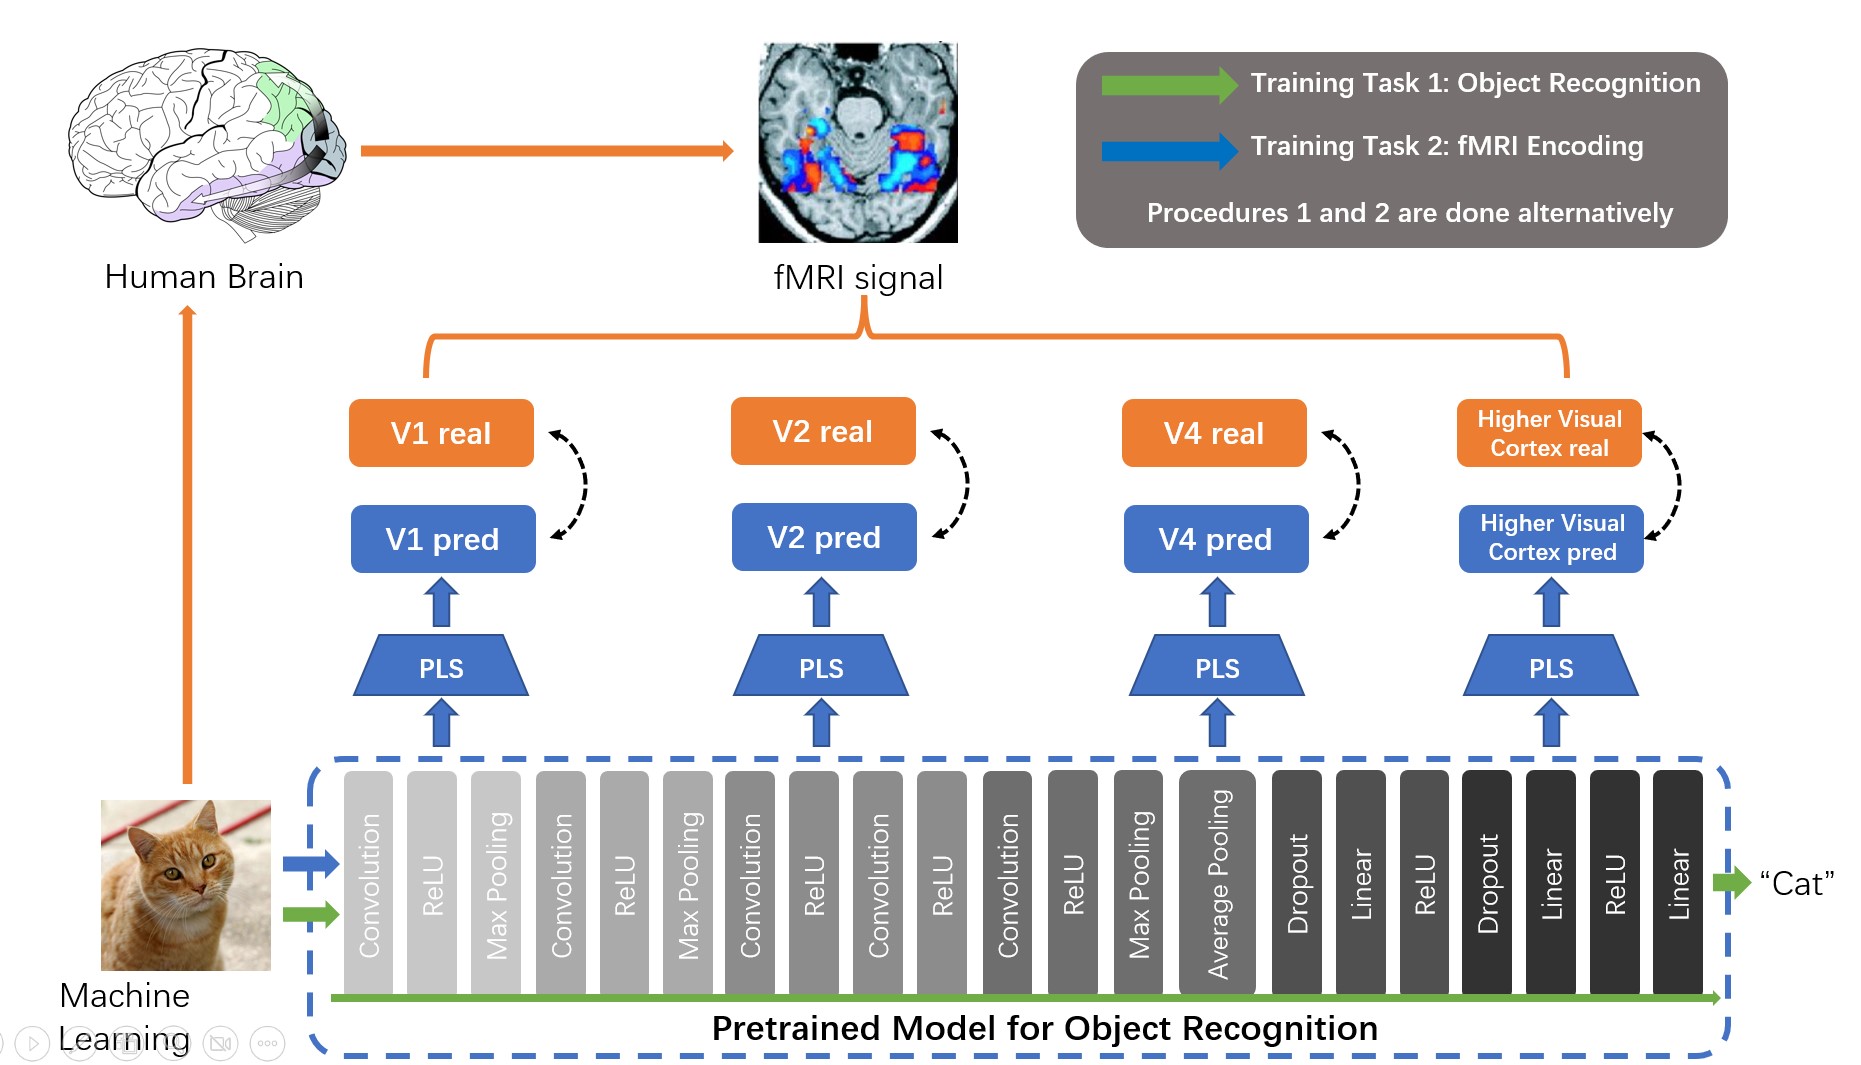 Training Task 1: Object Recognition
Training Task 2: fMRI Encoding
Procedures 1 and 2 are done alternatively
Human Brain
fMRI signal
V1 real
V2 real
V4 real
Higher Visual
Cortex real
V1 pred
V2 pred
V4 pred
Higher Visual
Cortex pred
PLS
PLS
PLS
PLS
Convolution
ReLU
Max Pooling
Convolution
ReLU
Max Pooling
Convolution
ReLU
Convolution
ReLU
Convolution
ReLU
Max Pooling
Average Pooling
Dropout
Linear
ReLU
Dropout
Linear
ReLU
Linear
“Cat”
Machine
Learning
Pretrained Model for Object Recognition